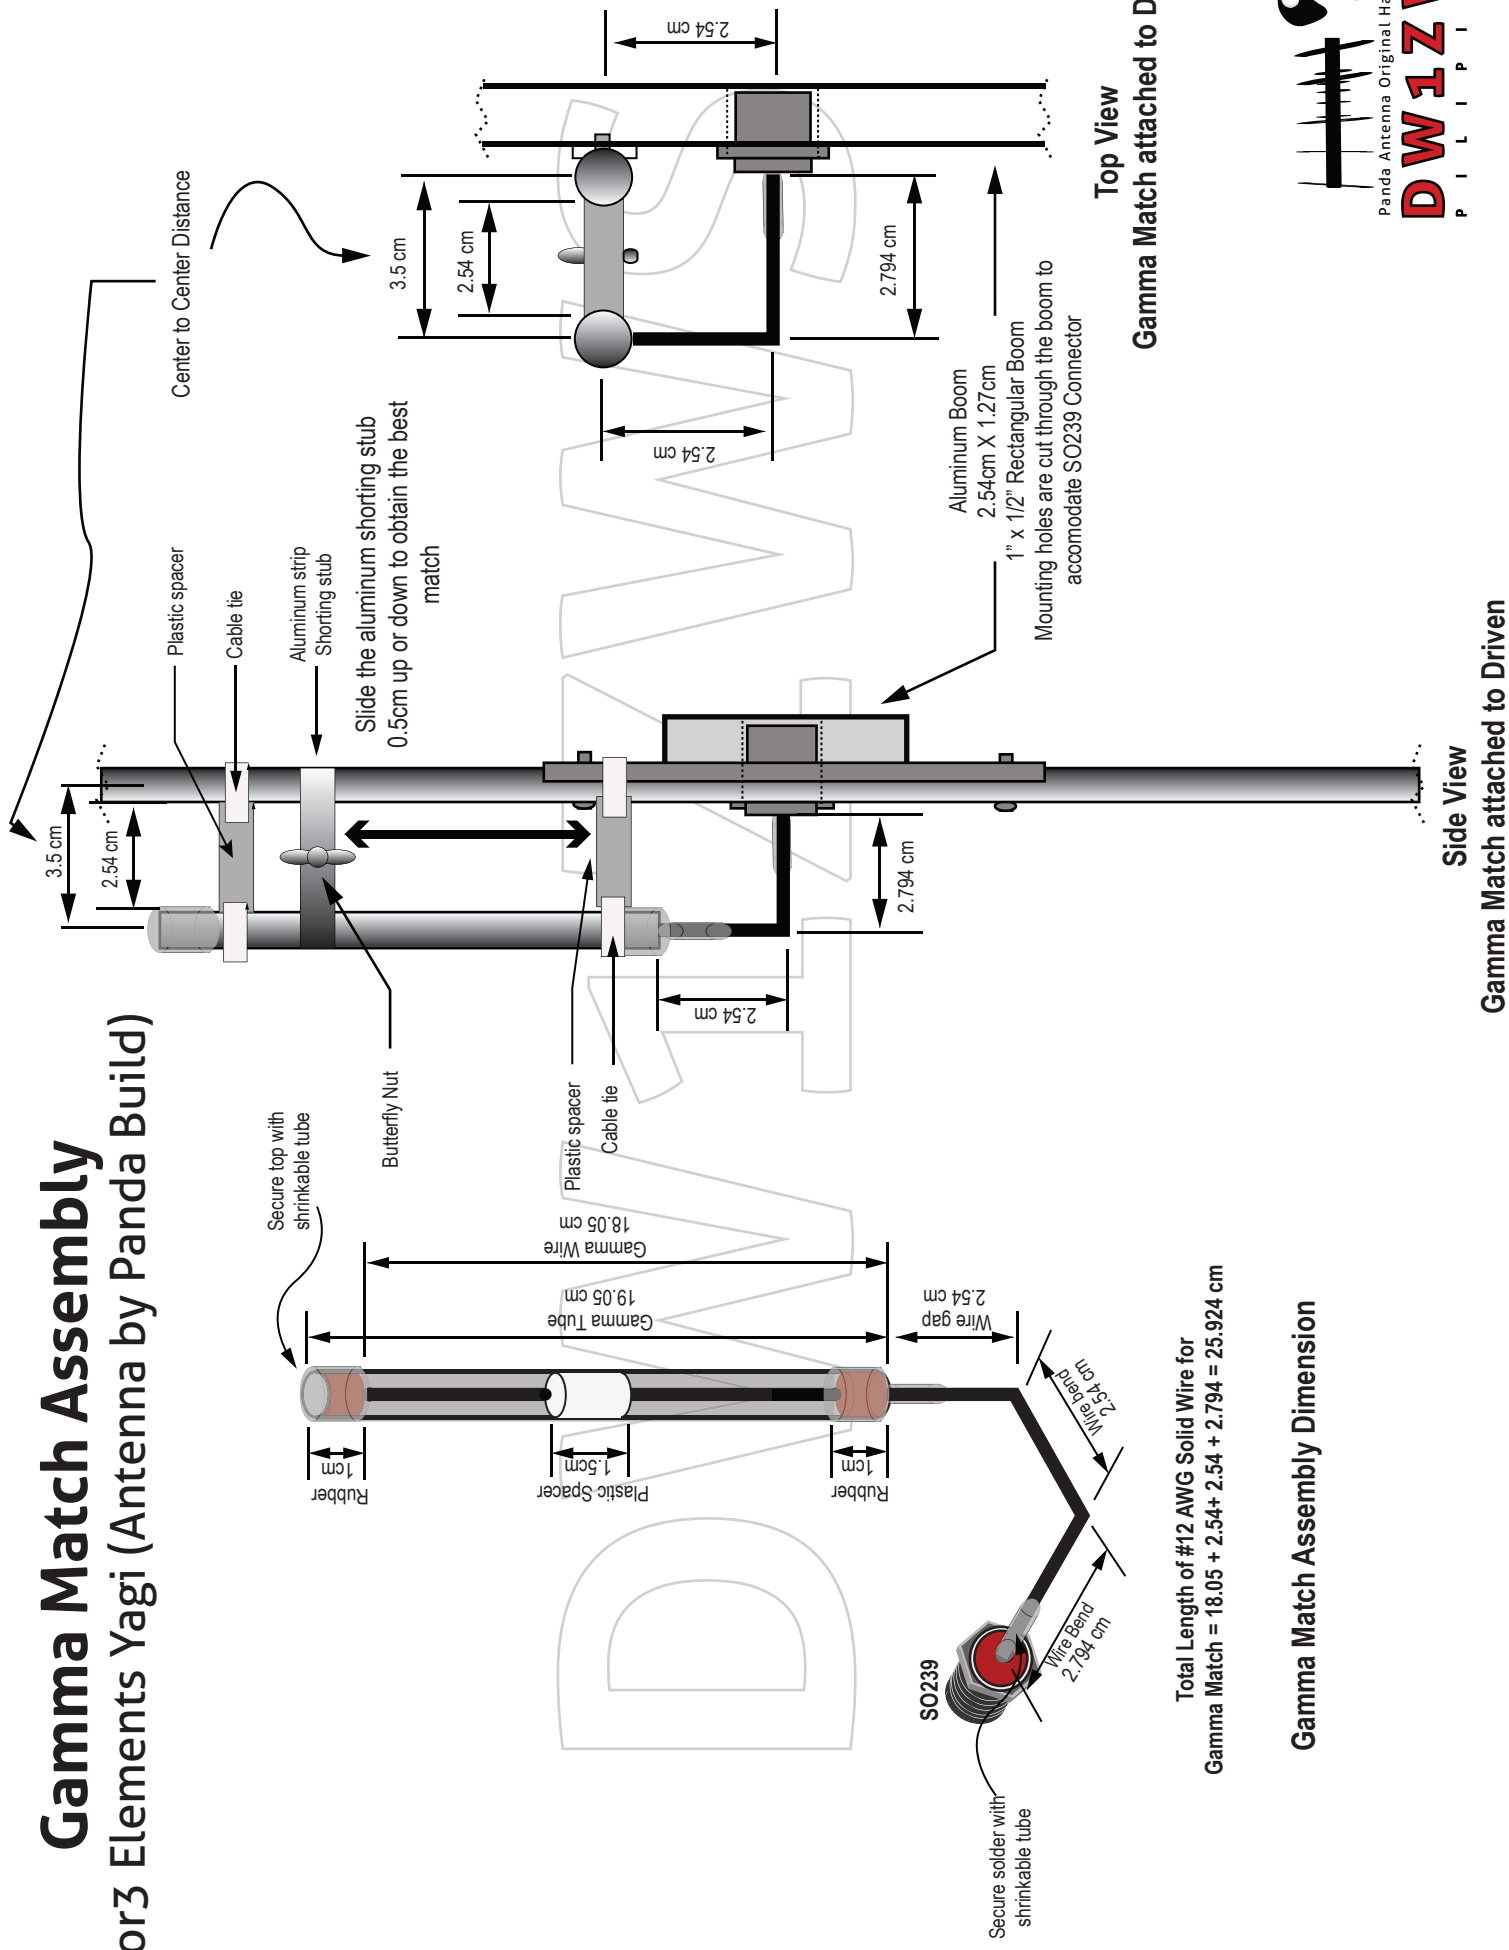 Gamma Match Assembly
or3 Elements Yagi (Antenna by Panda Build)
Secure top with
shrinkable tube
Rubber
1cm
Plastic Spacer
1.5cm
Rubber
1cm
Gamma Tube
19.05 cm
Gamma Wire
18.05 cm
Wire gap
2.54 cm
Wire bend
2.54 cm
Wire Bend
2.794 cm
SO239
Secure solder with
shrinkable tube
Total Length of #12 AWG Solid Wire for
Gamma Match = 18.05 + 2.54+ 2.54 + 2.794 = 25.924 cm
Gamma Match Assembly Dimension
Center to Center Distance
3.5 cm
2.54 cm
Plastic spacer
Cable tie
Aluminum strip
Shorting stub
Slide the aluminum shorting stub
0.5cm up or down to obtain the best
match
Butterfly Nut
Plastic spacer
Cable tie
2.54 cm
2.794 cm
Side View
Gamma Match attached to Driven
3.5 cm
2.54 cm
2.54 cm
2.54 cm
2.794 cm
Aluminum Boom
2.54cm X 1.27cm
1” x 1/2” Rectangular Boom
Mounting holes are cut through the boom to
accomodate SO239 Connector
Top View
Gamma Match attached to D
Panda Antenna Original Ha
DW1Z
P I L I P I